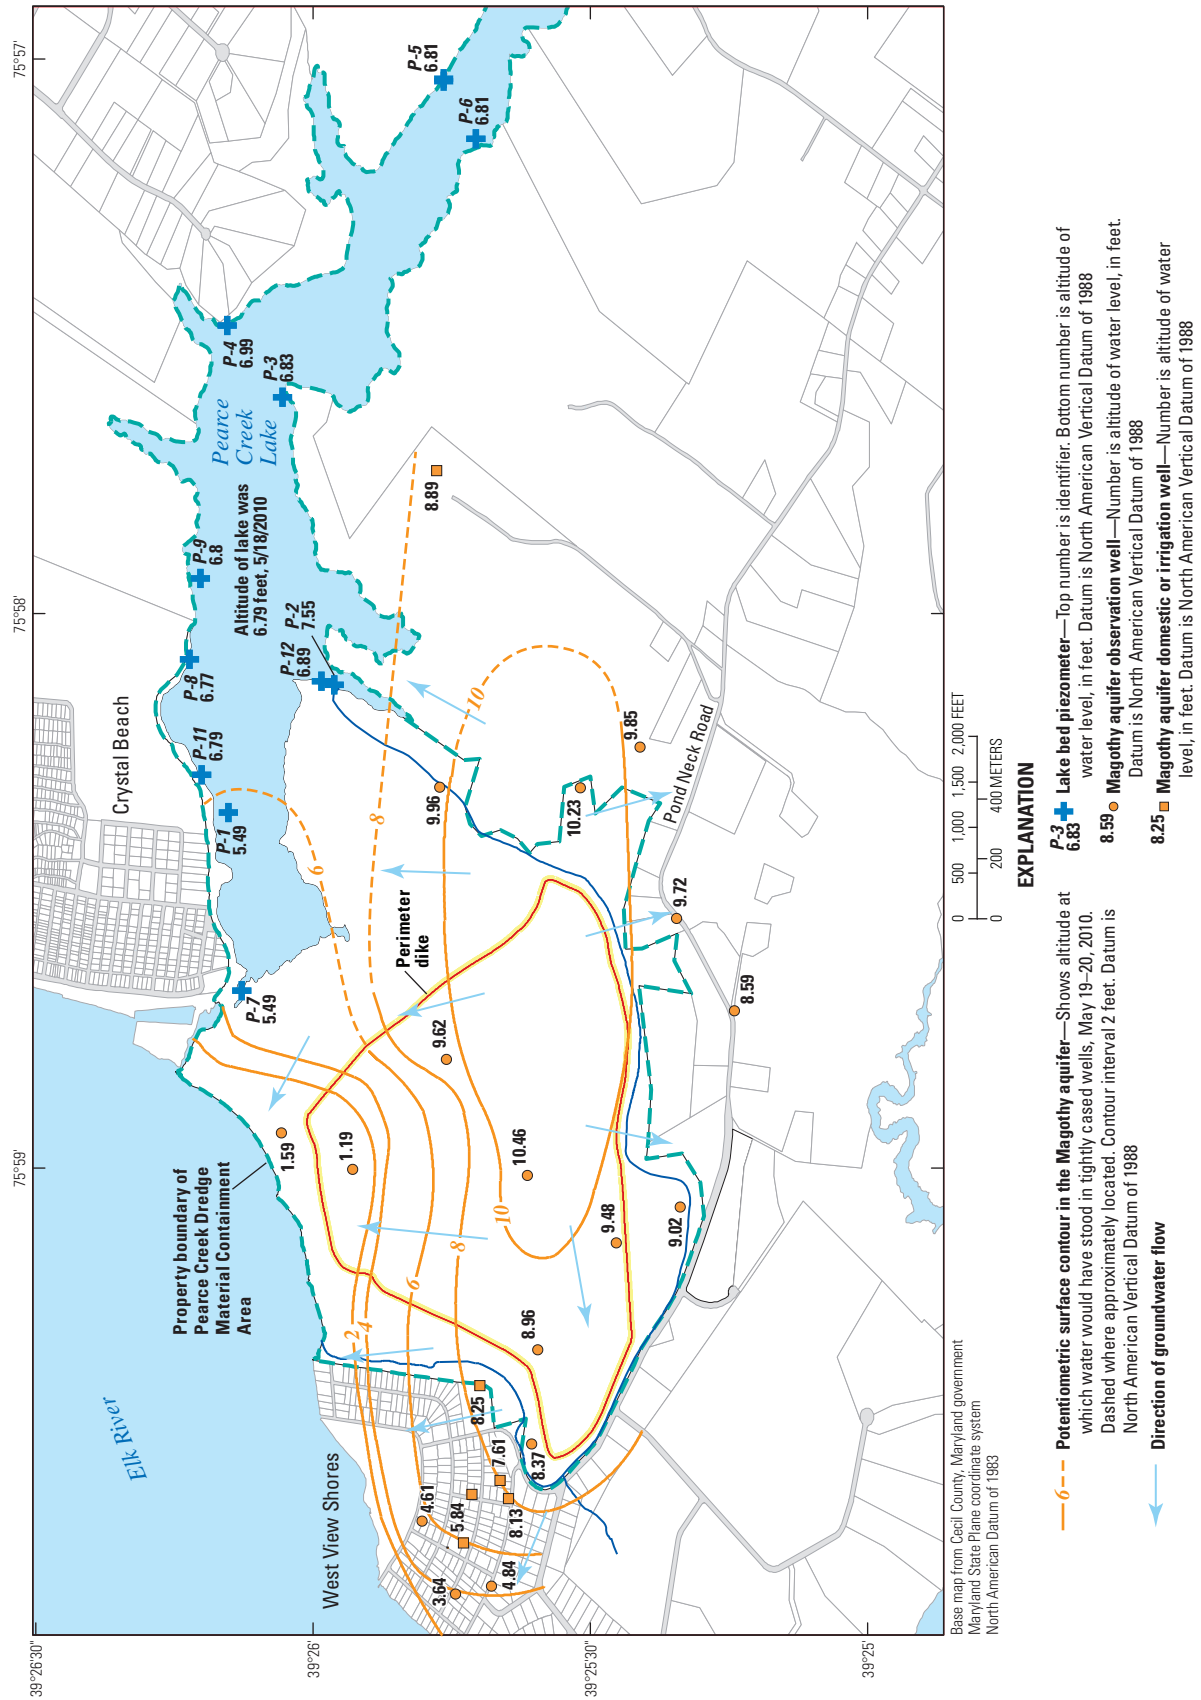 75°59'
75°58'
75°57'
39°26'30"
39°26'
39°25'30"
39°25'
Elk River
Crystal Beach
West View Shores
Pearce
Creek
Lake
Altitude of lake was
6.79 feet, 5/18/2010
Property boundary of
Pearce Creek Dredge
Material Containment
Area
Perimeter
dike
Pond Neck Road
P-7
5.49
P-1
5.49
P-11
6.79
P-8
6.77
P-9
6.8
P-12
6.89
P-2
7.55
P-4
6.99
P-3
6.83
P-5
6.81
P-6
6.81
1.59
1.19
9.62
10.46
9.48
9.02
8.96
8.25
8.37
7.61
8.13
5.84
4.61
3.64
4.84
8.59
9.72
9.85
10.23
9.96
8.89
2
4
6
8
10
6
8
10
Base map from Cecil County, Maryland government
Maryland State Plane coordinate system
North American Datum of 1983
0 500 1,000 1,500 2,000 FEET
0 200 400 METERS
EXPLANATION
6 Potentiometric surface contour in the Magothy aquifer—Shows altitude at
which water would have stood in tightly cased wells, May 19–20, 2010.
Dashed where approximately located. Contour interval 2 feet. Datum is
North American Vertical Datum of 1988
Direction of groundwater flow
P-3
6.83 Lake bed piezometer—Top number is identifier. Bottom number is altitude of
water level, in feet. Datum is North American Vertical Datum of 1988
8.59 Magothy aquifer observation well—Number is altitude of water level, in feet.
Datum is North American Vertical Datum of 1988
8.25 Magothy aquifer domestic or irrigation well—Number is altitude of water
level, in feet. Datum is North American Vertical Datum of 1988